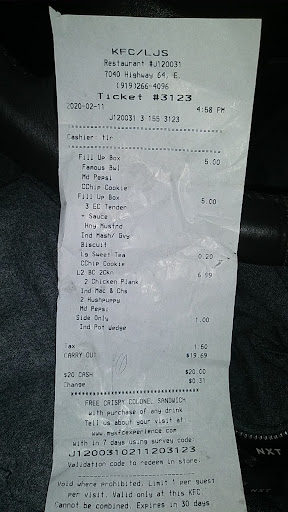 KFC/LJS
Restaurant #J120031
7040 Highway 64, E.
(919)266-4096
Ticket #3123
2020-02-11 4:58 PM
J120031 3 155 3123
Cashier: tlr
Fill Up Box 5.00
Famous Bwl
Md Pepsi
CChip Cookie
Fill Up Box 5.00
3 EC Tender
+ Sauce
Hny Mustrd
Ind Mash/ Gvy
Biscuit
Lg Sweet Tea 0.20
CChip Cookie
L2 BC 2Ckn 6.99
2 Chicken Plank
Ind Mac & Chs
2 Hushpuppy
Md Pepsi
Side Only 1.00
Ind Pot Wedge
Tax 1.50
CARRY OUT $19.69
$20 CASH $20.00
Change $0.31
FREE CRISPY COLONEL SANDWICH
with purchase of any drink
Tell us about your visit at
www.mykfcexperience.com
with in 7 days using survey code
J1200310211203123
Validation code to redeem in store:
Void where prohibited. Limit 1 per guest
per visit. Valid only at this KFC.
Cannot be combined. Expires in 30 days
NXT